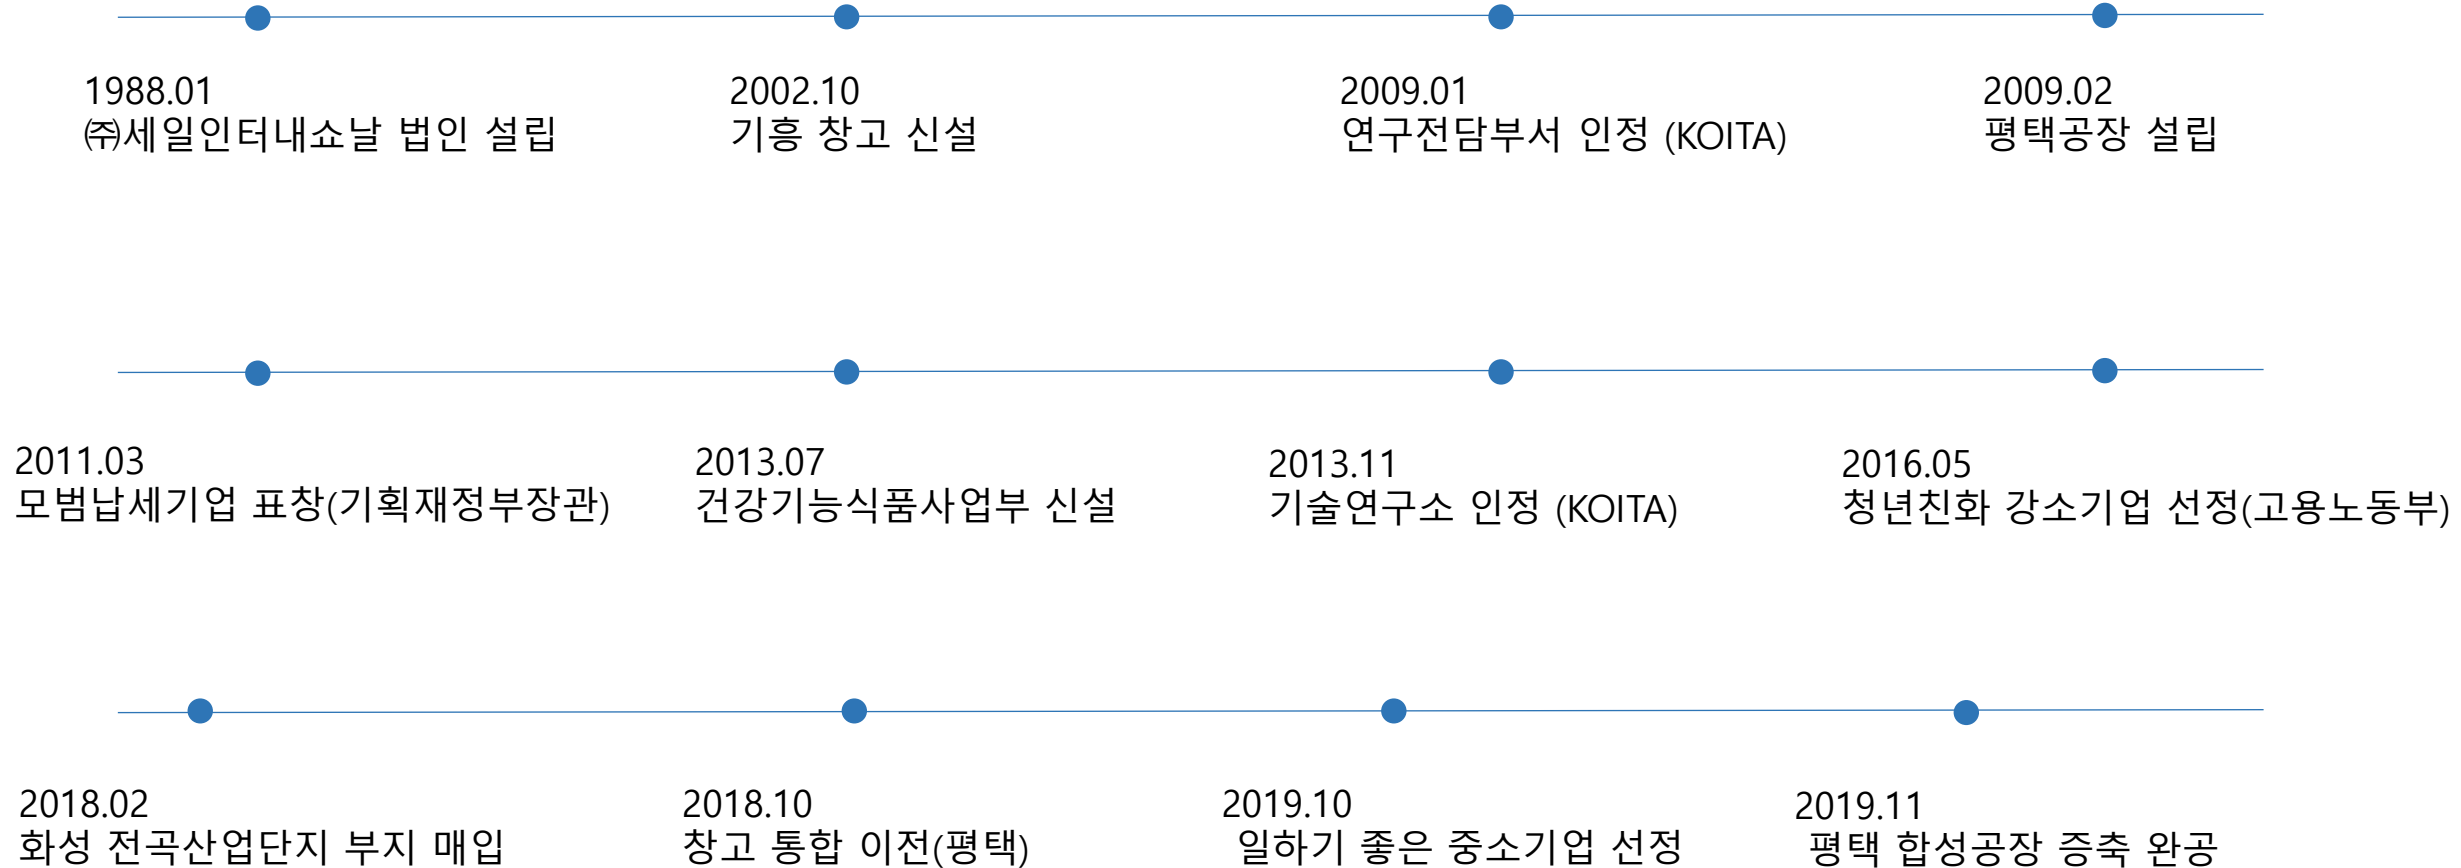 1988.01
㈜세일인터내쇼날 법인 설립
2002.10
기흥 창고 신설
2009.01
연구전담부서 인정 (KOITA)
2009.02
평택공장 설립
2011.03
모범납세기업 표창(기획재정부장관)
2013.07
건강기능식품사업부 신설
2013.11
기술연구소 인정 (KOITA)
2016.05
청년친화 강소기업 선정(고용노동부)
2018.02
화성 전곡산업단지 부지 매입
2018.10
창고 통합 이전(평택)
2019.10
일하기 좋은 중소기업 선정
2019.11
평택 합성공장 증축 완공